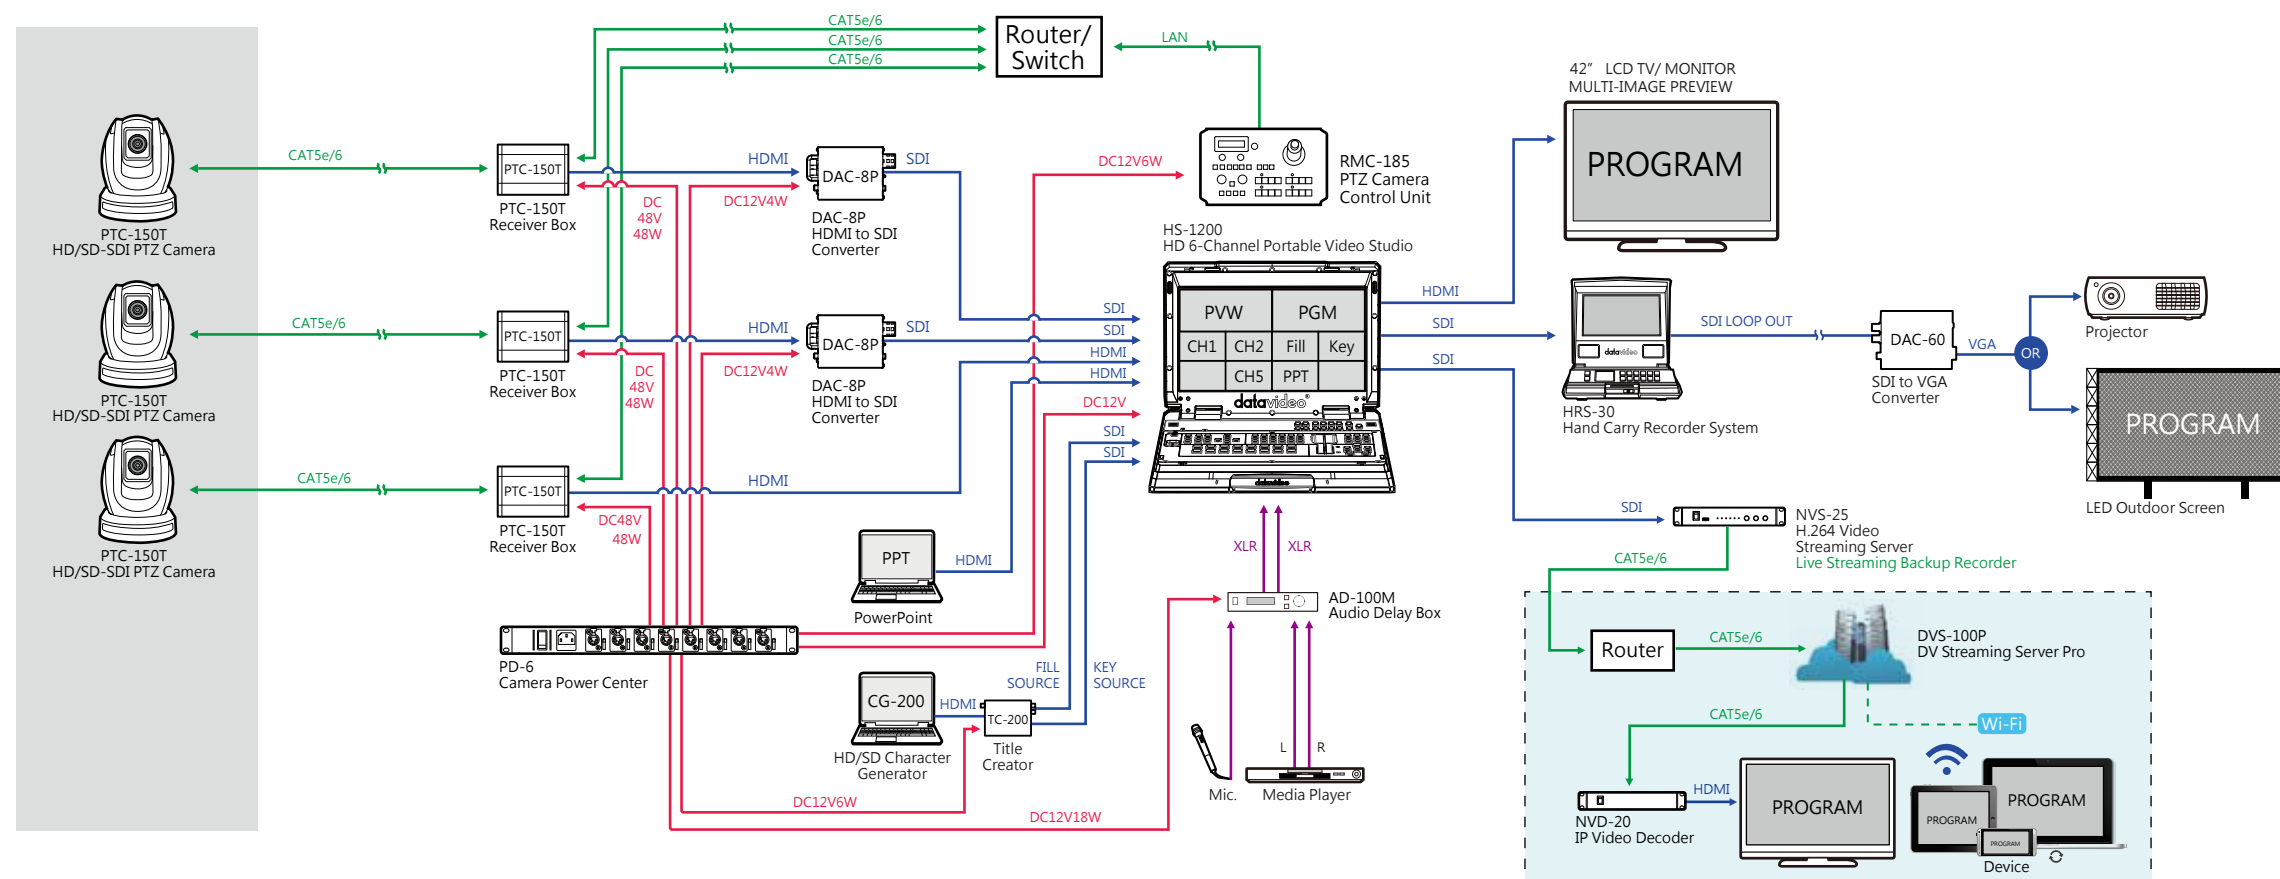 CAT5e/6
CAT5e/6
CAT5e/6
Router/
Switch
LAN
42” LCD TV/ MONITOR
MULTI-IMAGE PREVIEW
PROGRAM
CAT5e/6
PTC-150T
HDMI
DAC-8P
SDI
DC12V6W
RMC-185
PTZ Camera
Control Unit
PTC-150T
Receiver Box
DC
48V
48W
DC12V4W
DAC-8P
HDMI to SDI
Converter
PTC-150T
HD/SD-SDI PTZ Camera
HS-1200
HD 6-Channel Portable Video Studio
PVW
PGM
CH1
CH2
Fill
Key
CH5
PPT
datavideo®
datavideo
SDI
SDI
HDMI
HDMI
DC12V
SDI
SDI
HDMI
SDI
SDI
datavideo
HRS-30
Hand Carry Recorder System
SDI LOOP OUT
DAC-60
SDI to VGA
Converter
VGA
OR
Projector
PROGRAM
LED Outdoor Screen
CAT5e/6
PTC-150T
HDMI
DAC-8P
SDI
PTC-150T
Receiver Box
DC
48V
48W
DC12V4W
DAC-8P
HDMI to SDI
Converter
PTC-150T
HD/SD-SDI PTZ Camera
CAT5e/6
PTC-150T
HDMI
PTC-150T
Receiver Box
DC48V
48W
PTC-150T
HD/SD-SDI PTZ Camera
PPT
HDMI
PowerPoint
XLR
XLR
SDI
NVS-25
H.264 Video
Streaming Server
Live Streaming Backup Recorder
CAT5e/6
AD-100M
Audio Delay Box
PD-6
Camera Power Center
FILL
SOURCE
KEY
SOURCE
CG-200
HDMI
TC-200
HD/SD Character
Generator
Title
Creator
L
R
Mic.
Media Player
DC12V6W
DC12V18W
Router
CAT5e/6
DVS-100P
DV Streaming Server Pro
CAT5e/6
Wi-Fi
HDMI
NVD-20
IP Video Decoder
PROGRAM
PROGRAM
PROGRAM
PROGRAM
Device